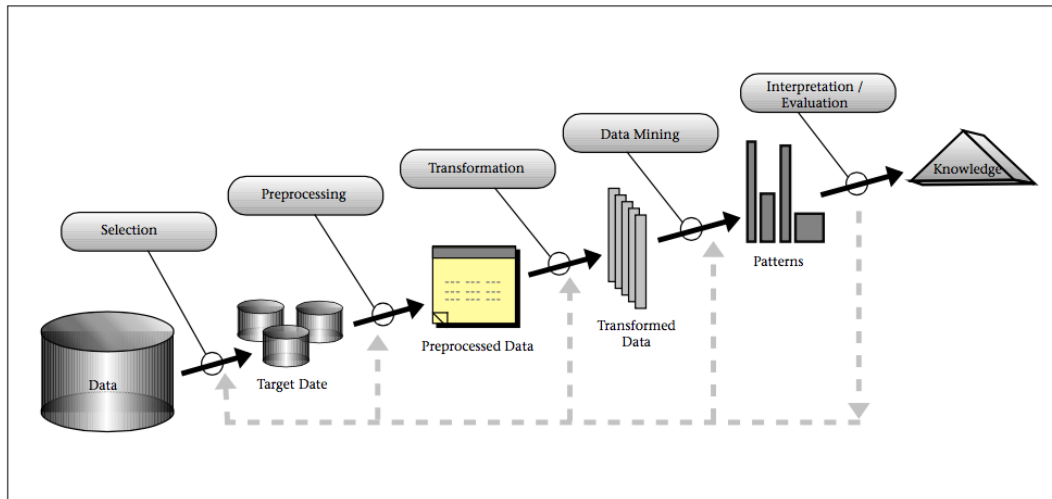 Interpretation /
Evaluation
Data Mining
Transformation
Preprocessing
Selection
Data
Target Date
Preprocessed Data
Transformed
Data
Patterns
Knowledge